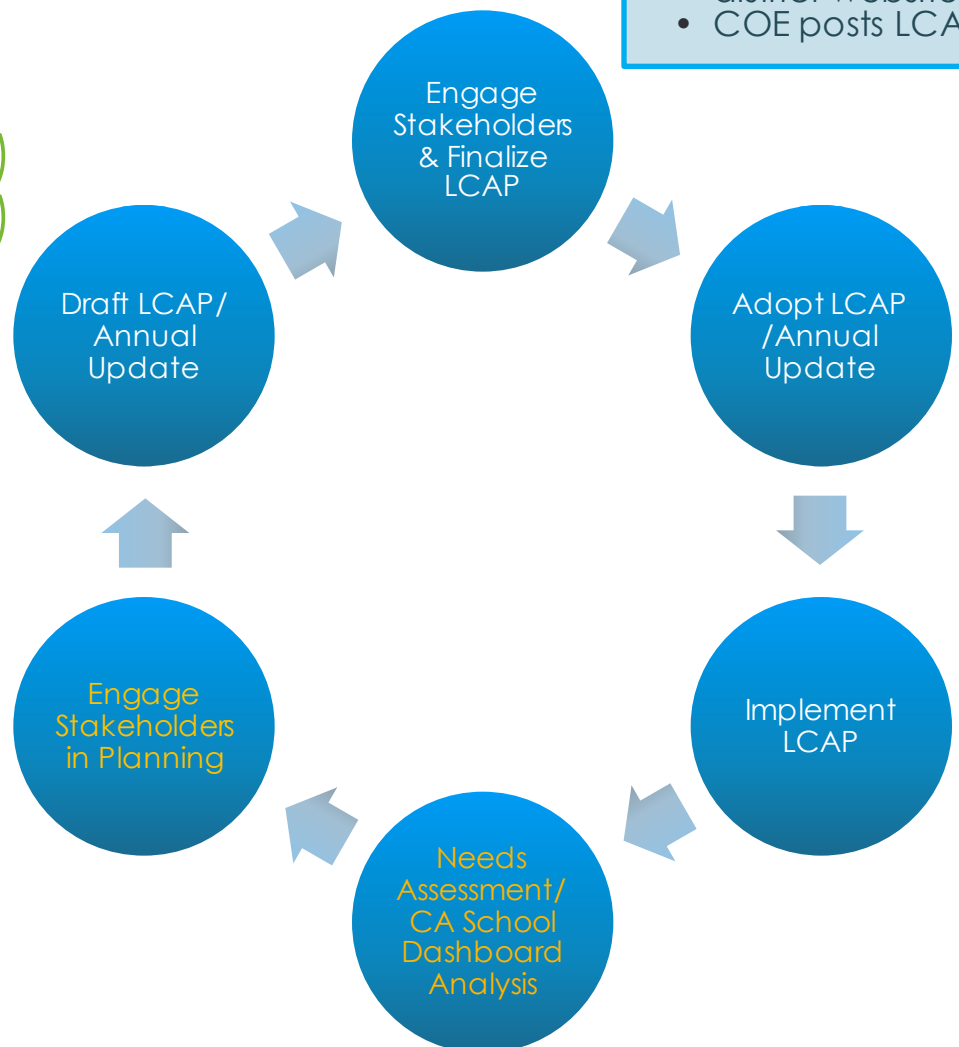 • COE posts LCA
Engage
Stakeholders
& Finalize
LCAP
Adopt LCAP
/Annual
Update
Implement
LCAP
Needs
Assessment/
CA School
Dashboard
Analysis
Engage
Stakeholders
in Planning
Draft LCAP/
Annual
Update